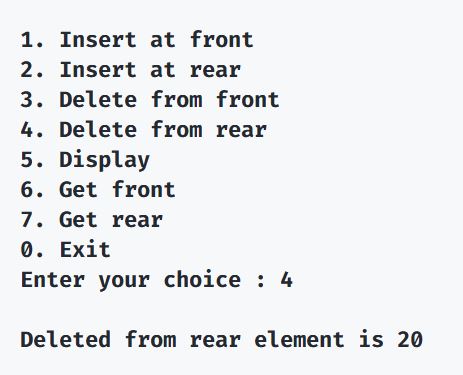 1. Insert at front
2. Insert at rear
3. Delete from front
4. Delete from rear
5. Display
6. Get front
7. Get rear
0. Exit
Enter your choice : 4
Deleted from rear element is 20